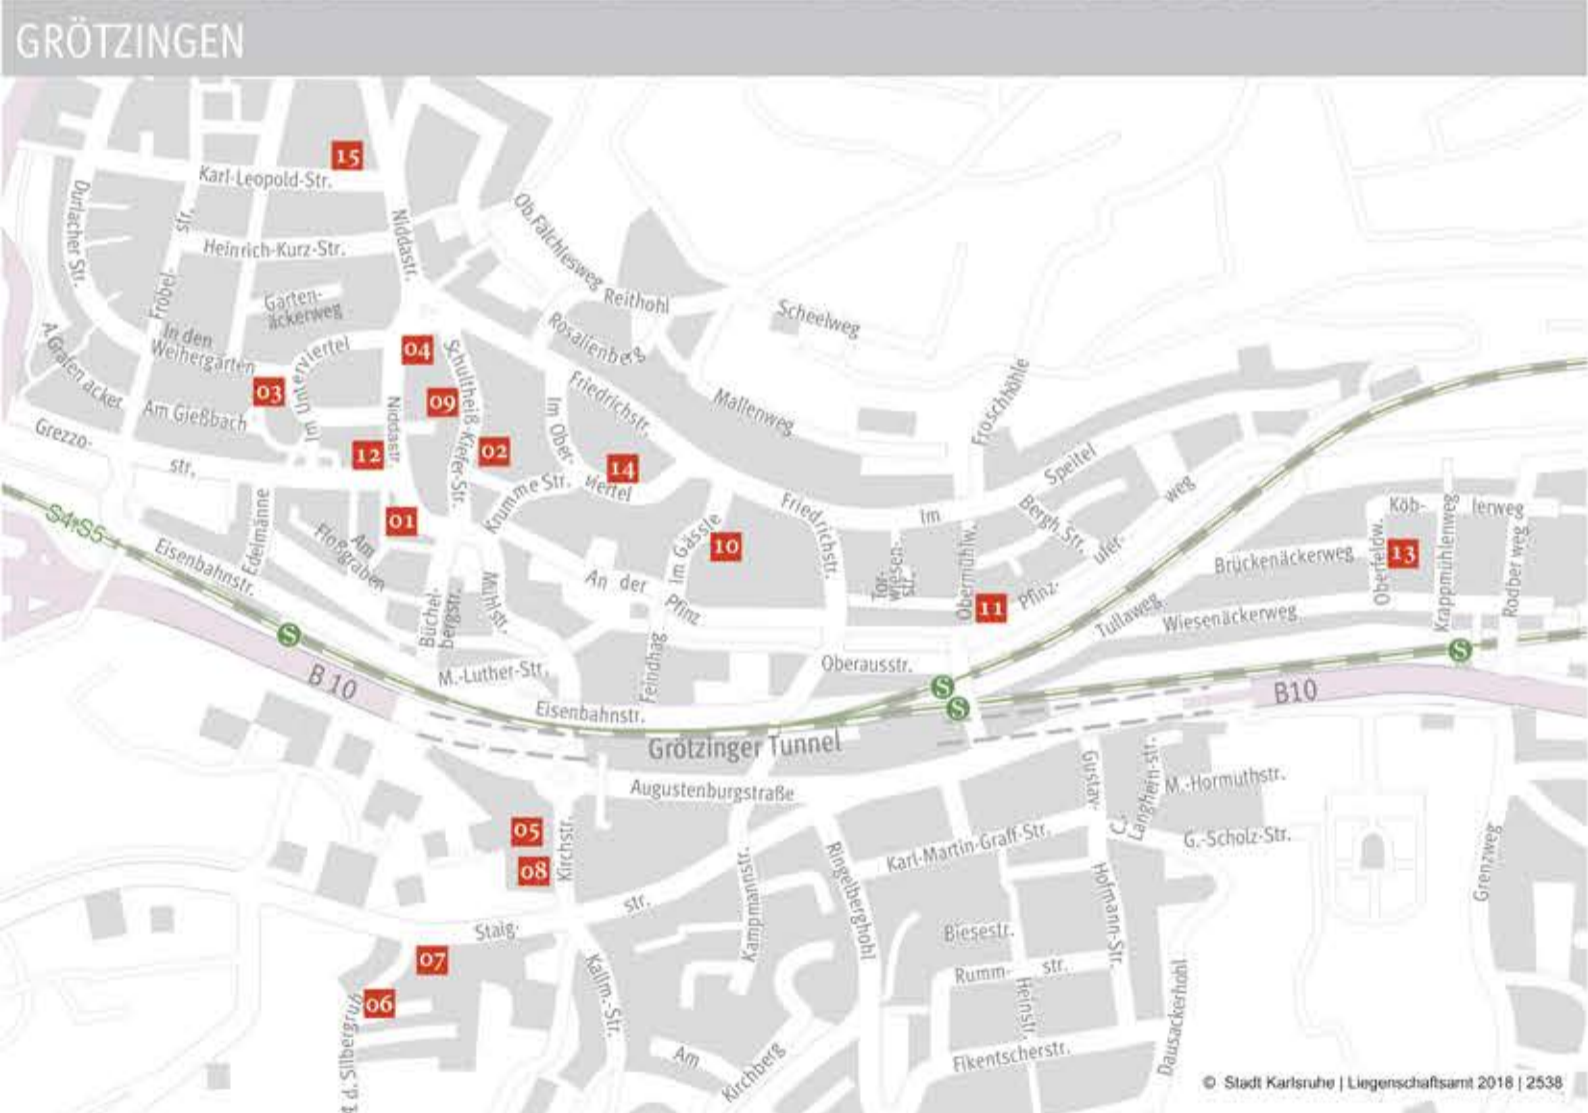 GRÖTZINGEN
15
Karl-Leopold-Str.
Durlacher Str.
str.
Niddastr.
Heinrich-Kurz-Str.
Ob.Fälchlesweg
Reithohl
Scheelweg
Fröbel-
Garten-
äckerweg
In den
Weihergärten
Im Unterviertel
04
Schultheiß-Kiefer-Str.
Rosalienberg
Friedrichstr.
Mallenweg
Froschhöhle
03
09
A.Grafen acker
Am Gießbach
Niddastr.
Im Ober-
viertel
02
14
12
Grezzo-
str.
Krumme Str.
Speitel
weg
Im
Friedrichstr.
Bergh.Str.
Köb-
lerweg
01
Edelmänne
Am
Floßgraben
S4+S5
Eisenbahnstr.
Im Gässle
10
An der
Pfinz
Tor-
wiesen-
str.
Obermühlw.
11
Pfinz-
ufer-
Brückenäckerweg
Oberfeldw.
13
Krappmühlenweg
Rodber weg
Tullaweg
Wiesenäckerweg
Büchel-
bergstr.
Mühlstr.
S
M.-Luther-Str.
Feindhag
Oberausstr.
S
S
S
B 10
Eisenbahnstr.
B10
Grötzinger Tunnel
Augustenburgstraße
Gustav-
Hofmann-Str.
C.-
Langhein-str.
M.-Hormuthstr.
G.-Scholz-Str.
05
08
Kirchstr.
Karl-Martin-Graff-Str.
Kampmannstr.
Ringelberghohl
Grenzweg
Staig-
str.
07
06
Kallm.-Str.
Biesestr.
Rumm-
str.
Heinstr.
Fikentscherstr.
Dausäckerhohl
d. Silbergrub
Am
Kirchberg
© Stadt Karlsruhe | Liegenschaftsamt 2018 | 2538